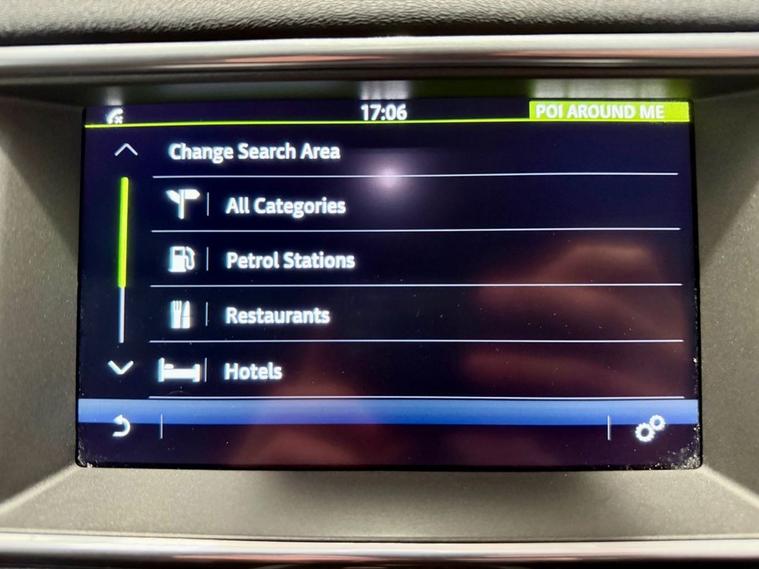 17:06
POI AROUND ME
Change Search Area
All Categories
Petrol Stations
Restaurants
Hotels